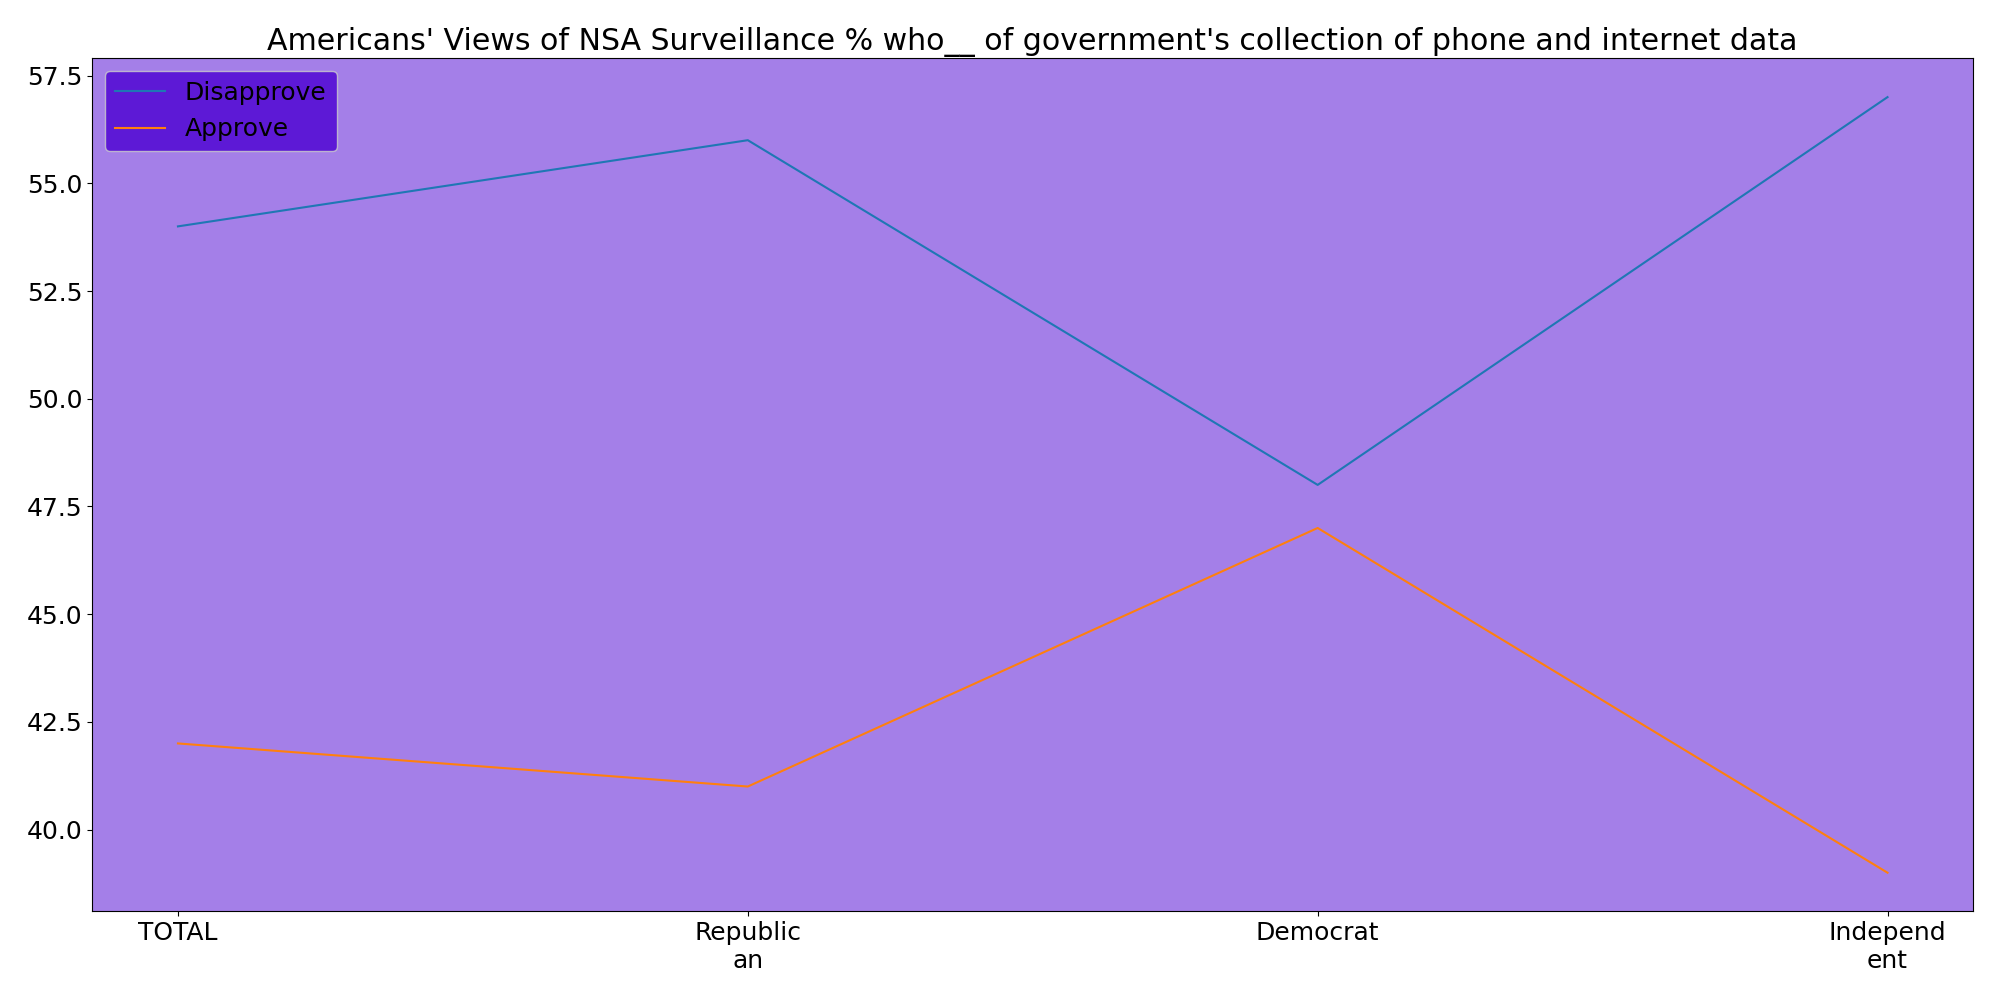 Americans' Views of NSA Surveillance % who__ of government's collection of phone and internet data
57.5
55.0
52.5
50.0
47.5
45.0
42.5
40.0
Disapprove
Approve
TOTAL
Republic
an
Democrat
Independ
ent